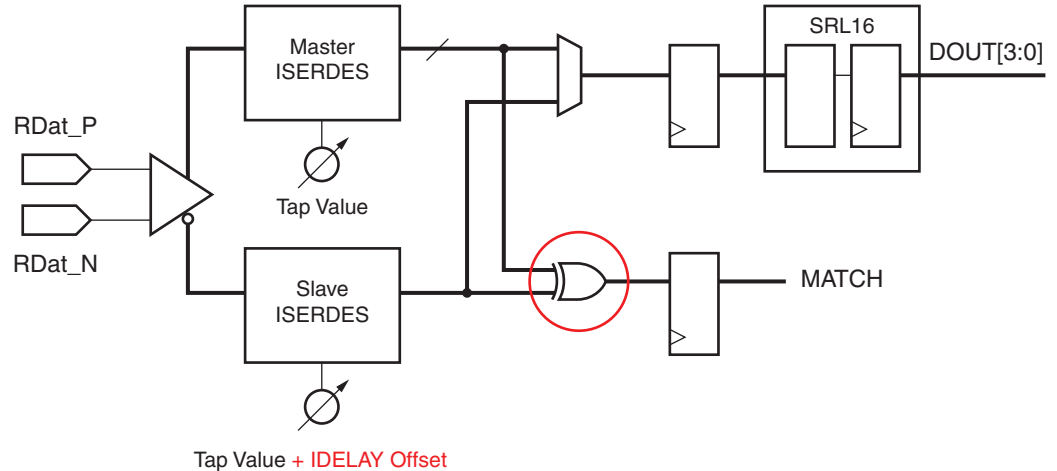 Master
ISERDES
SRL16
DOUT[3:0]
RDat_P
Tap Value
RDat_N
Slave
ISERDES
MATCH
Tap Value + IDELAY Offset